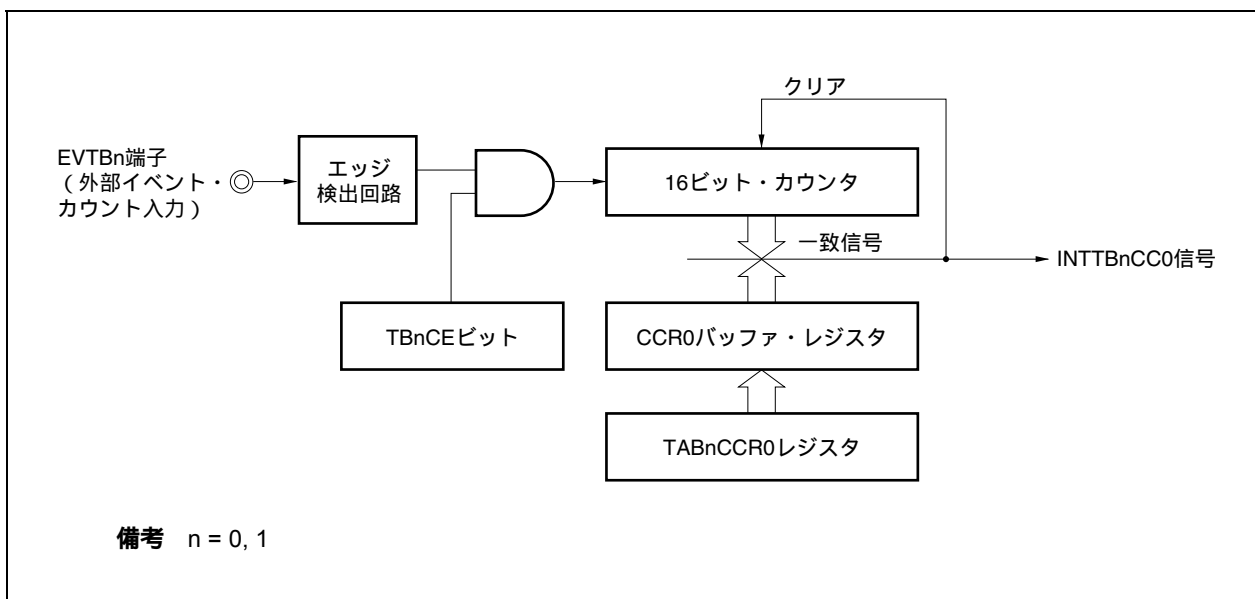 クリア
EVTBn端子
（外部イベント・
カウント入力）
エッジ
検出回路
16ビット・カウンタ
一致信号
INTTBnCC0信号
TBnCEビット
CCR0バッファ・レジスタ
TABnCCR0レジスタ
備考 n = 0, 1